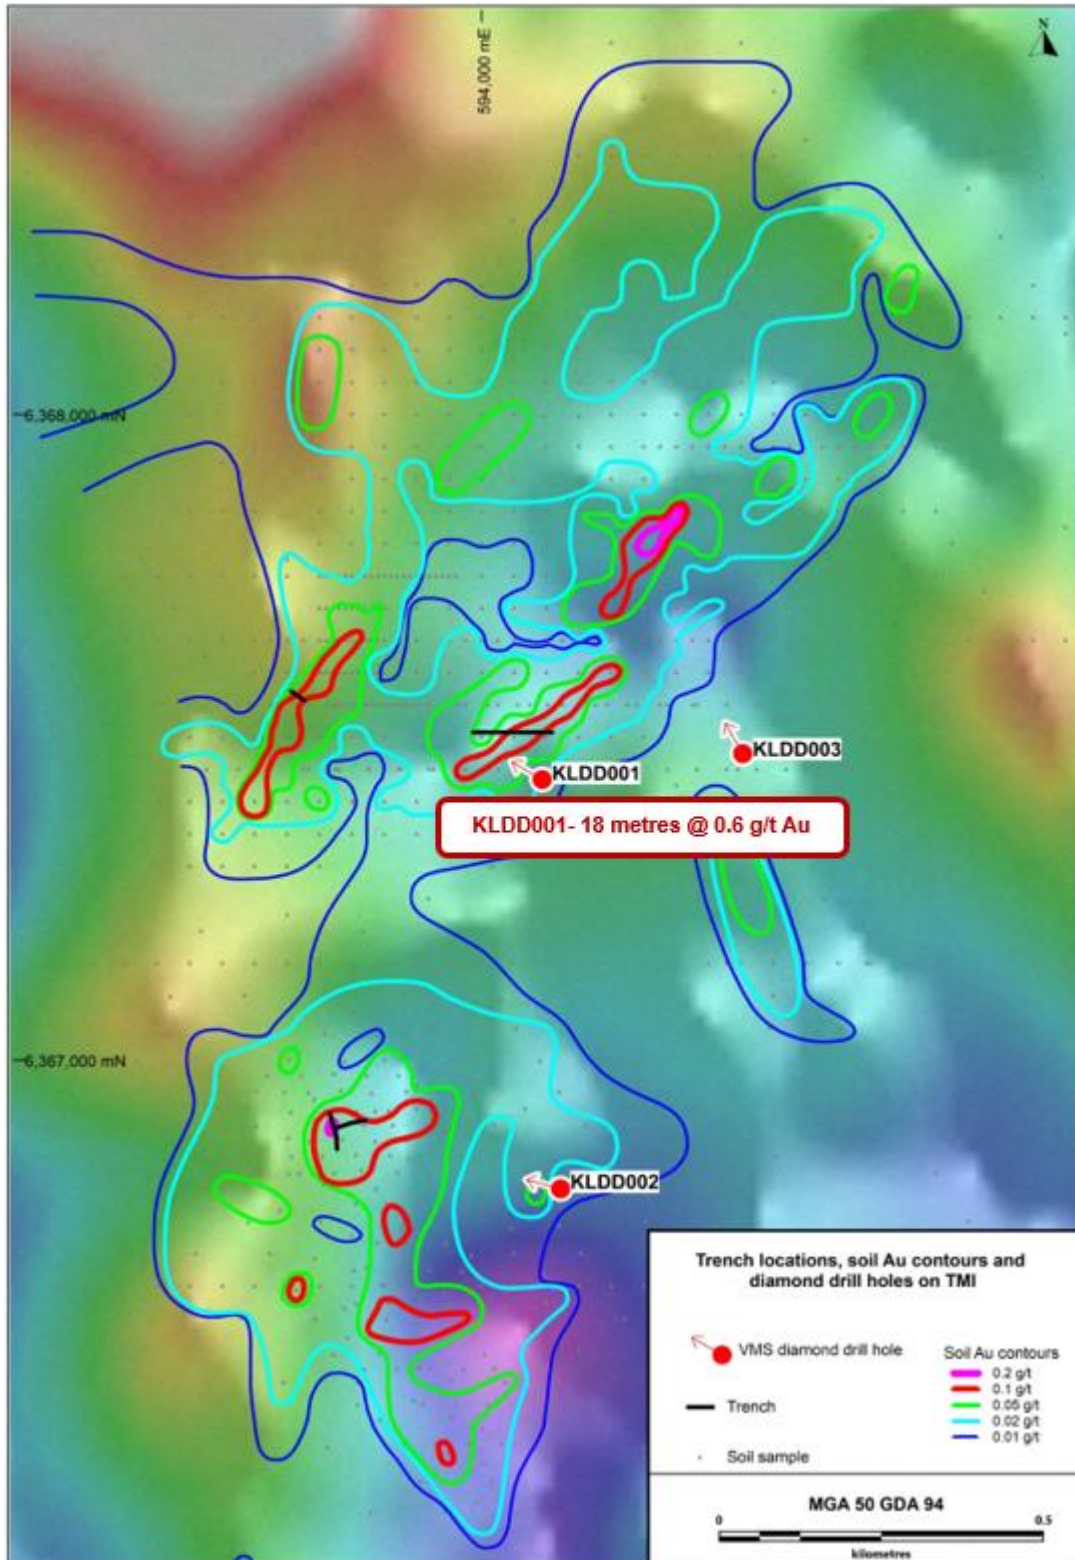 N
594,000 mE
6,368,000 mN
KLDD003
KLDD001
KLDD001- 18 metres @ 0.6 g/t Au
6,367,000 mN
KLDD002
Trench locations, soil Au contours and
diamond drill holes on TMI
VMS diamond drill hole
Trench
Soil sample
Soil Au contours
0.2 g/t
0.1 g/t
0.05 g/t
0.02 g/t
0.01 g/t
MGA 50 GDA 94
0 0.5
kilometres